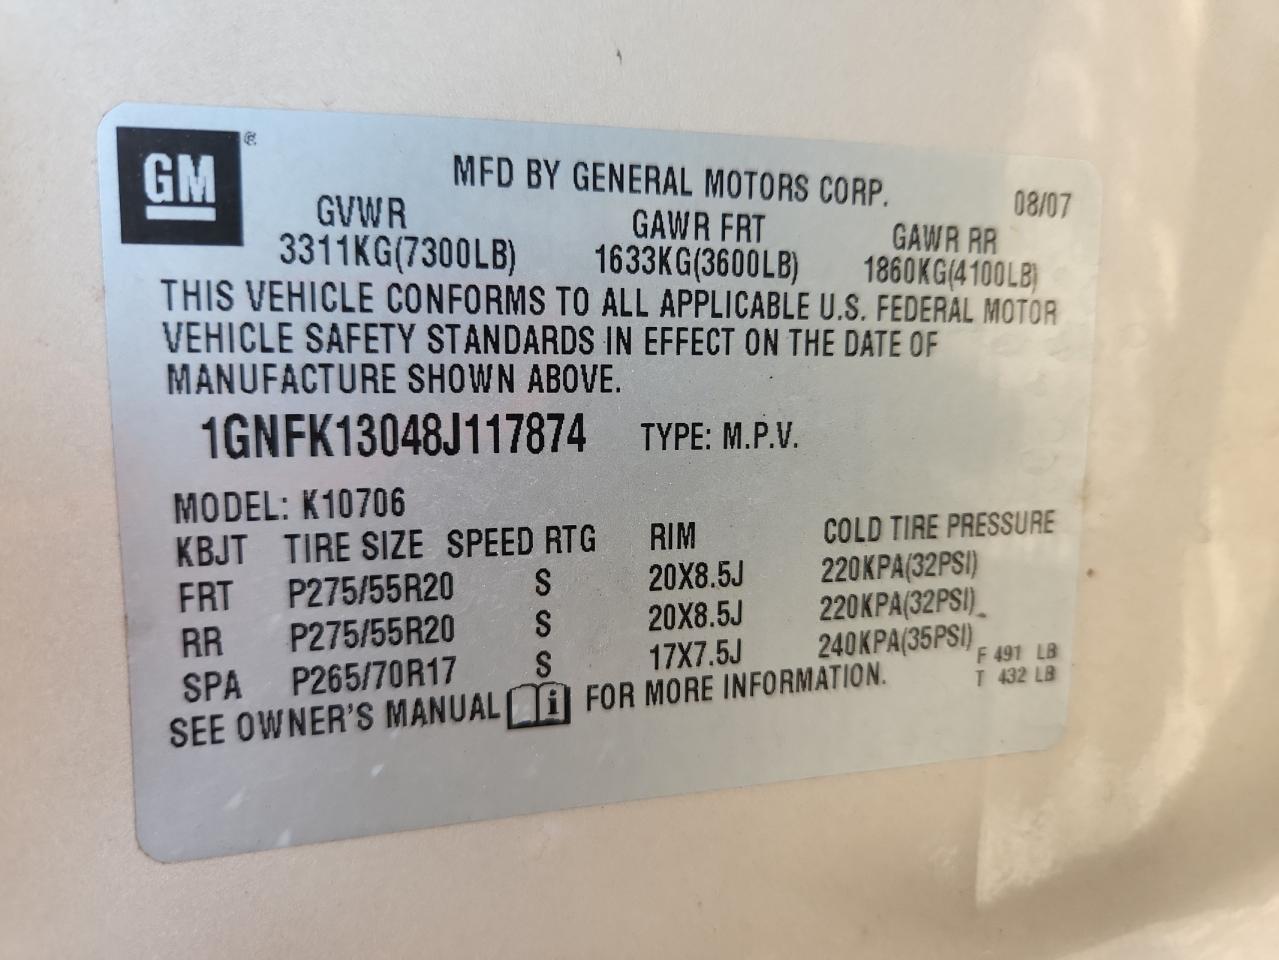 GM ®
MFD BY GENERAL MOTORS CORP.
08/07
GVWR GAWR FRT GAWR RR
3311KG(7300LB) 1633KG(3600LB) 1860KG(4100LB)
THIS VEHICLE CONFORMS TO ALL APPLICABLE U.S. FEDERAL MOTOR
VEHICLE SAFETY STANDARDS IN EFFECT ON THE DATE OF
MANUFACTURE SHOWN ABOVE.
1GNFK13048J117874 TYPE: M.P.V.
MODEL: K10706
KBJT TIRE SIZE SPEED RTG RIM COLD TIRE PRESSURE
FRT P275/55R20 S 20X8.5J 220KPA(32PSI)
RR P275/55R20 S 20X8.5J 220KPA(32PSI)
SPA P265/70R17 S 17X7.5J 240KPA(35PSI)
F 491 LB
T 432 LB
SEE OWNER'S MANUAL i FOR MORE INFORMATION.